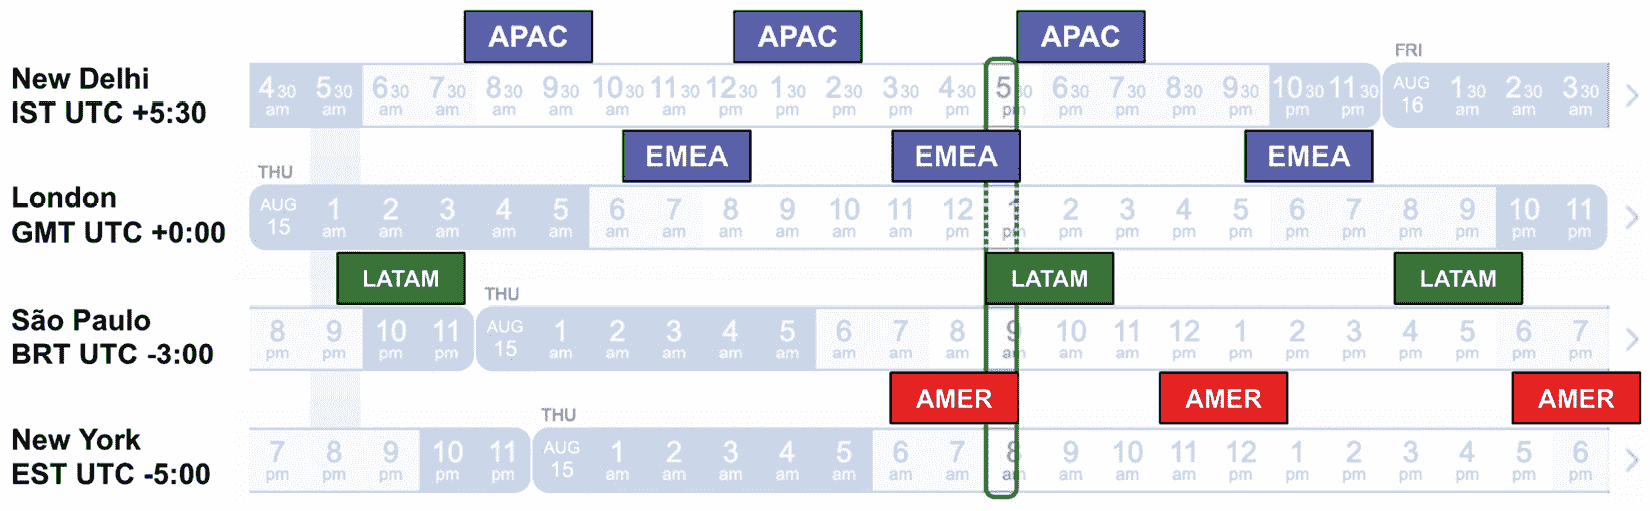 APAC APAC APAC
FRI
New Delhi
IST UTC +5:30
4 30 5 30 6 30 7 30 8 30 9 30 10 30 11 30 12 30 1 30 2 30 3 30 4 30 5 30 6 30 7 30 8 30 9 30 10 30 11 30 AUG 1 30 2 30 3 30
am am am am am am am am pm pm pm pm pm pm pm pm pm pm pm pm 16 am am am
EMEA EMEA EMEA
THU
London
GMT UTC +0:00
AUG 1 2 3 4 5 6 7 8 9 10 11 12 1 2 3 4 5 6 7 8 9 10 11
15 am am am am am am am am am am am pm pm pm pm pm pm pm pm pm pm pm pm
LATAM LATAM LATAM
THU
São Paulo
BRT UTC -3:00
8 9 10 11 AUG 1 2 3 4 5 6 7 8 9 10 11 12 1 2 3 4 5 6 7
pm pm pm pm 15 am am am am am am am am am am am pm pm pm pm pm pm pm pm
AMER AMER AMER
THU
New York
EST UTC -5:00
7 8 9 10 11 AUG 1 2 3 4 5 6 7 8 9 10 11 12 1 2 3 4 5 6
pm pm pm pm pm 15 am am am am am am am am am am am pm pm pm pm pm pm pm